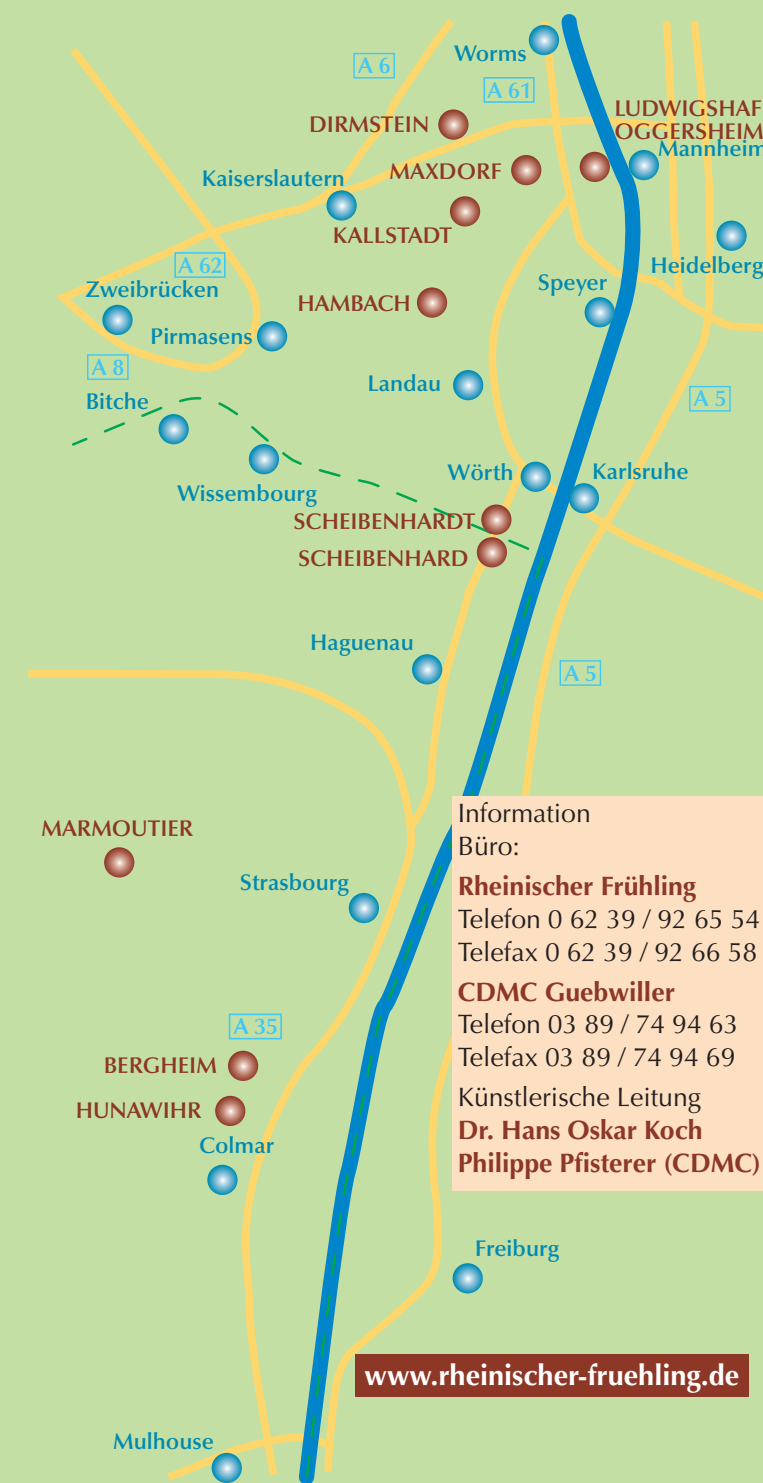 Worms
A 6
A 61
LUDWIGSHAF
DIRMSTEIN
OGGERSHEIM
Mannheim
MAXDORF
Kaiserslautern
KALLSTADT
A 62
Heidelberg
Zweibrücken
Speyer
HAMBACH
Pirmasens
A 8
Landau
Bitche
A 5
Wörth
Karlsruhe
Wissembourg
SCHEIBENHARDT
SCHEIBENHARD
Haguenau
A 5
MARMOUTIER
Strasbourg
Information
Büro:
Rheinischer Frühling
Telefon 0 62 39 / 92 65 54
Telefax 0 62 39 / 92 66 58
CDMC Guebwiller
Telefon 03 89 / 74 94 63
Telefax 03 89 / 74 94 69
Künstlerische Leitung
Dr. Hans Oskar Koch
Philippe Pfisterer (CDMC)
A 35
BERGHEIM
HUNAWIHR
Colmar
Freiburg
www.rheinischer-fruehling.de
Mulhouse